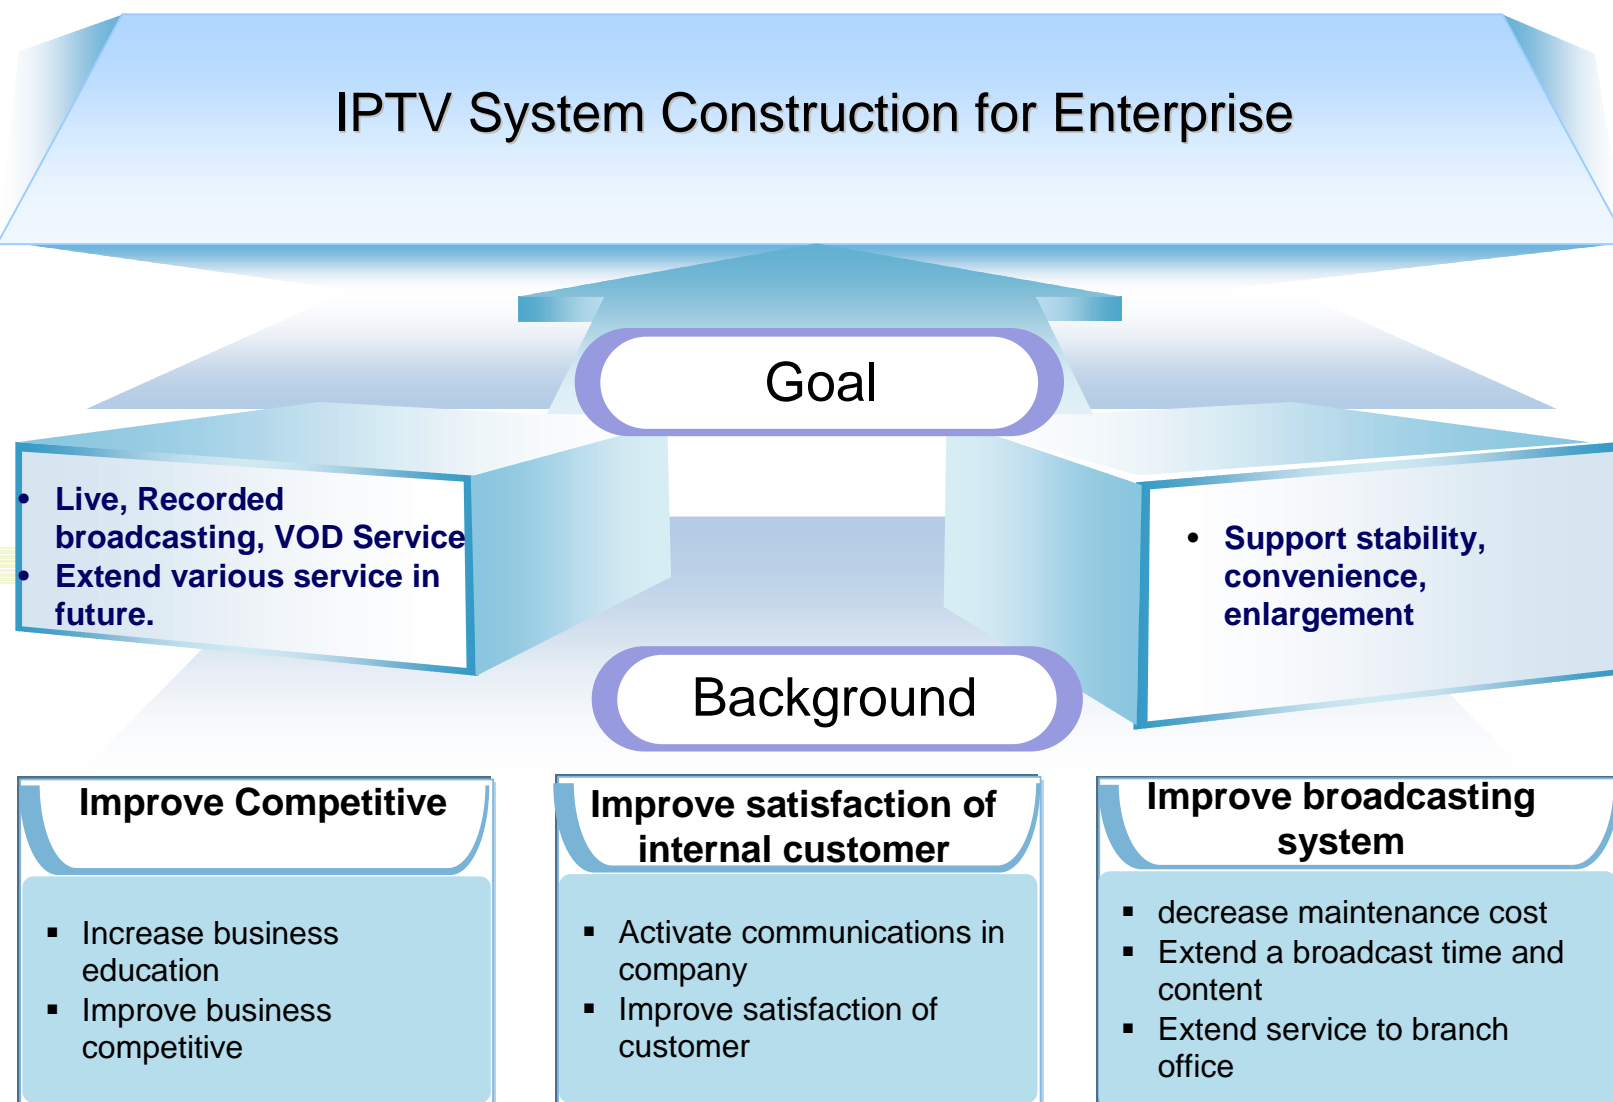 IPTV System Construction for Enterprise
Goal
• Live, Recorded
broadcasting, VOD Service
• Extend various service in
future.
• Support stability,
convenience,
enlargement
Background
Improve Competitive
▪ Increase business
education
▪ Improve business
competitive
Improve satisfaction of
internal customer
▪ Activate communications in
company
▪ Improve satisfaction of
customer
Improve broadcasting
system
▪ decrease maintenance cost
▪ Extend a broadcast time and
content
▪ Extend service to branch
office